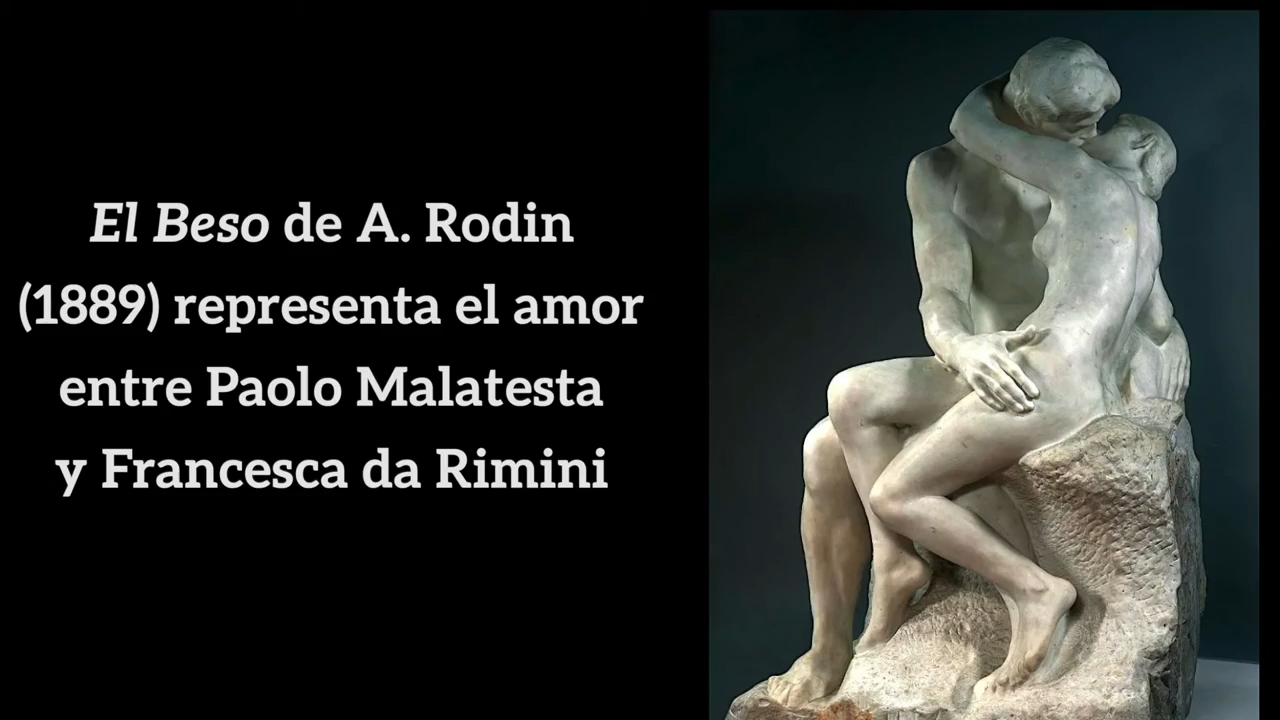 El Beso de A. Rodin
(1889) representa el amor
entre Paolo Malatesta
y Francesca da Rimini